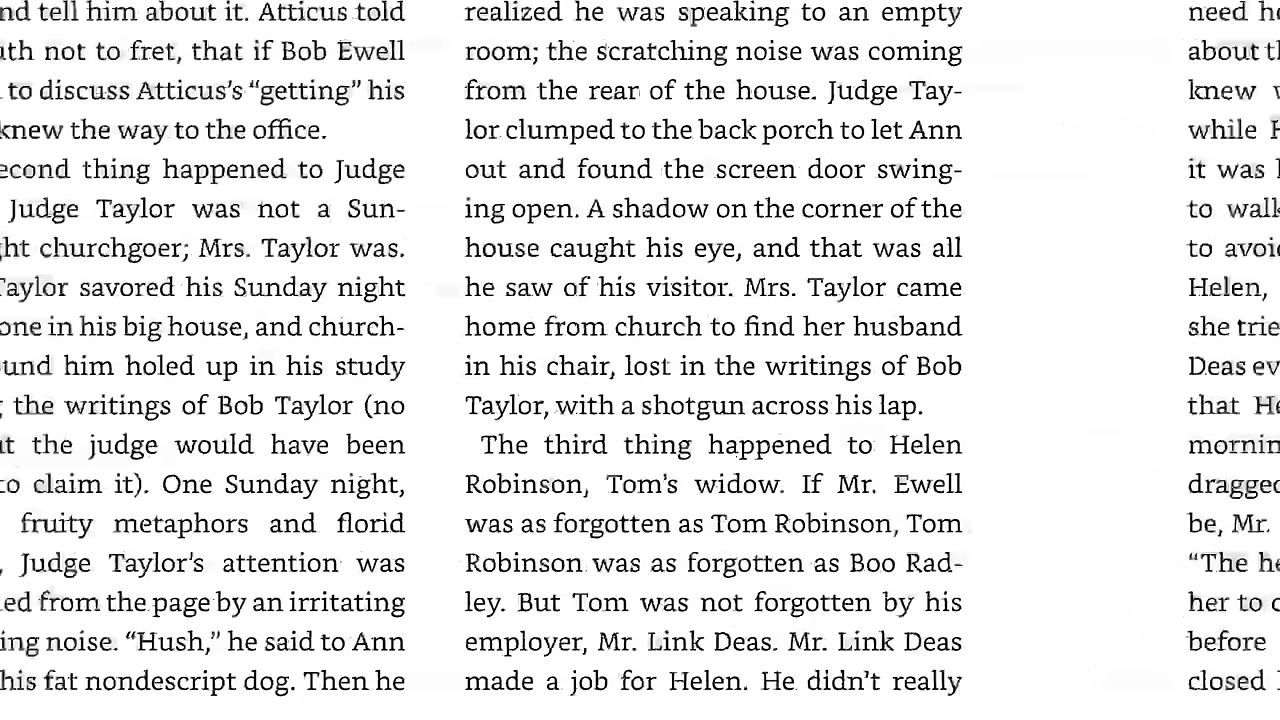 nd tell him about it. Atticus told
uth not to fret, that if Bob Ewell
to discuss Atticus’s “getting” his
knew the way to the office.
econd thing happened to Judge
Judge Taylor was not a Sun-
ht churchgoer; Mrs. Taylor was.
Taylor savored his Sunday night
one in his big house, and church-
und him holed up in his study
the writings of Bob Taylor (no
ut the judge would have been
to claim it). One Sunday night,
fruity metaphors and florid
, Judge Taylor’s attention was
ed from the page by an irritating
ing noise. “Hush,” he said to Ann
his fat nondescript dog. Then he
realized he was speaking to an empty
room; the scratching noise was coming
from the rear of the house. Judge Tay-
lor clumped to the back porch to let Ann
out and found the screen door swing-
ing open. A shadow on the corner of the
house caught his eye, and that was all
he saw of his visitor. Mrs. Taylor came
home from church to find her husband
in his chair, lost in the writings of Bob
Taylor, with a shotgun across his lap.
The third thing happened to Helen
Robinson, Tom’s widow. If Mr. Ewell
was as forgotten as Tom Robinson, Tom
Robinson was as forgotten as Boo Rad-
ley. But Tom was not forgotten by his
employer, Mr. Link Deas. Mr. Link Deas
made a job for Helen. He didn’t really
need he
about th
knew
while H
it was
to walk
to avoid
Helen,
she trie
Deas ev
that He
mornin
dragged
be, Mr.
“The he
her to c
before
closed